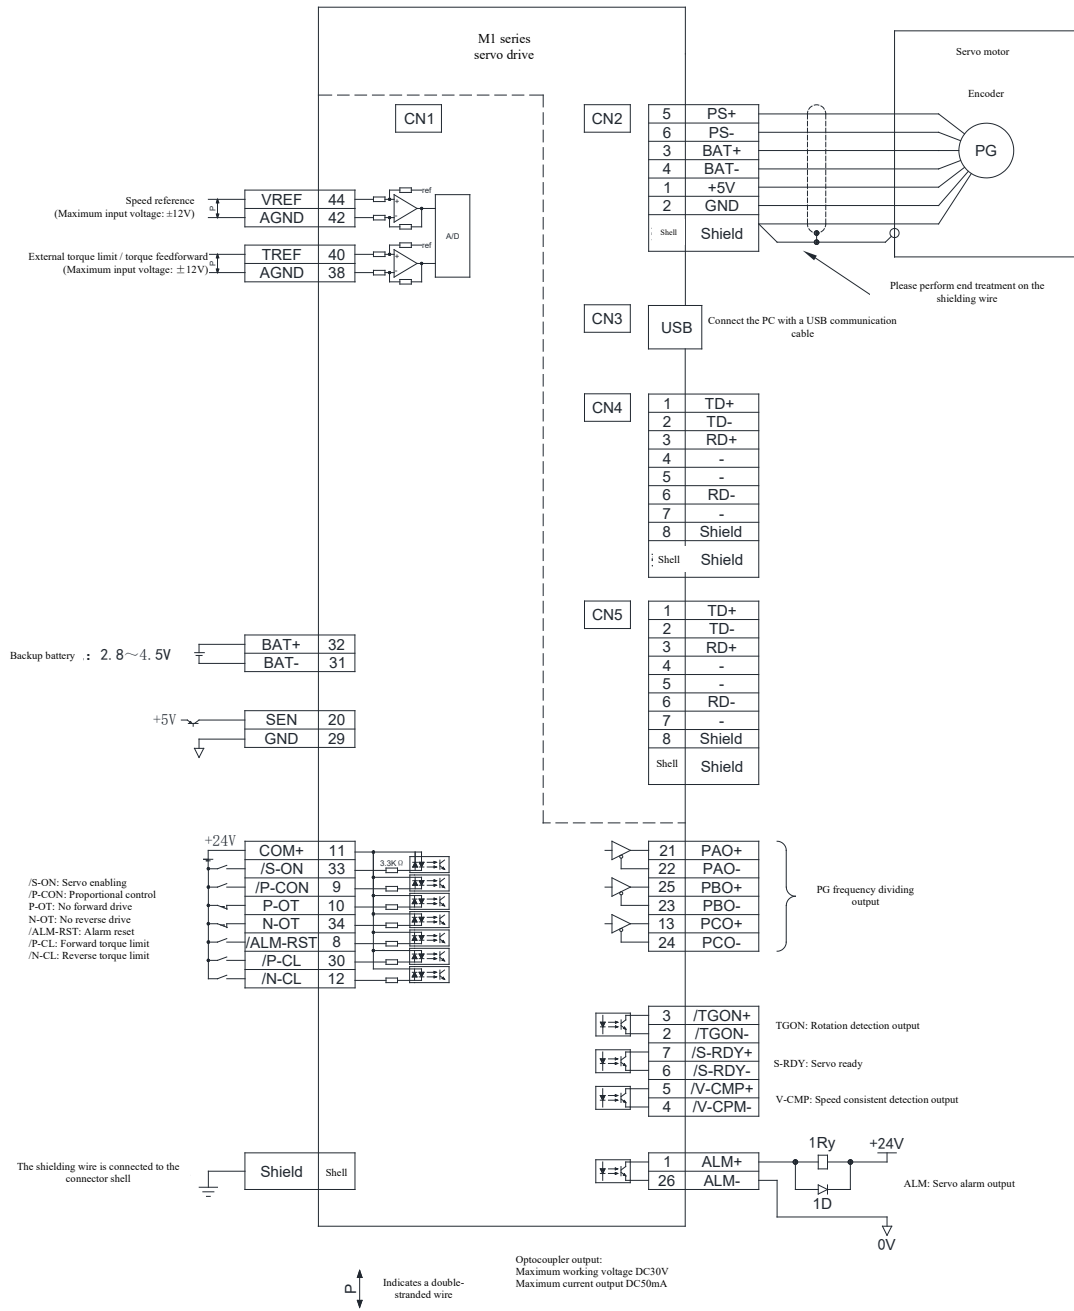 M1 series
servo drive
Servo motor
Encoder
PG
CN1
CN2
5 PS+
6 PS-
3 BAT+
4 BAT-
1 +5V
2 GND
Shell Shield
Please perform end treatment on the
shielding wire
Speed reference
(Maximum input voltage: ±12V)
P
VREF 44
AGND 42
ref
A/D
External torque limit / torque feedforward
(Maximum input voltage: ±12V)
P
TREF 40
AGND 38
ref
CN3
USB
Connect the PC with a USB communication
cable
CN4
1 TD+
2 TD-
3 RD+
4 -
5 -
6 RD-
7 -
8 Shield
Shell Shield
CN5
1 TD+
2 TD-
3 RD+
4 -
5 -
6 RD-
7 -
8 Shield
Shell Shield
Backup battery : 2.8～4.5V
BAT+ 32
BAT- 31
+5V
SEN 20
GND 29
+24V
COM+ 11
/S-ON 33
/P-CON 9
P-OT 10
N-OT 34
/ALM-RST 8
/P-CL 30
/N-CL 12
3.3KΩ
/S-ON: Servo enabling
/P-CON: Proportional control
P-OT: No forward drive
N-OT: No reverse drive
/ALM-RST: Alarm reset
/P-CL: Forward torque limit
/N-CL: Reverse torque limit
21 PAO+
22 PAO-
25 PBO+
23 PBO-
13 PCO+
24 PCO-
PG frequency dividing
output
3 /TGON+
2 /TGON-
7 /S-RDY+
6 /S-RDY-
5 /V-CMP+
4 /V-CPM-
TGON: Rotation detection output
S-RDY: Servo ready
V-CMP: Speed consistent detection output
The shielding wire is connected to the
connector shell
Shield Shell
1 ALM+
26 ALM-
1Ry
+24V
1D
0V
ALM: Servo alarm output
P
Indicates a double-
stranded wire
Optocoupler output:
Maximum working voltage DC30V
Maximum current output DC50mA